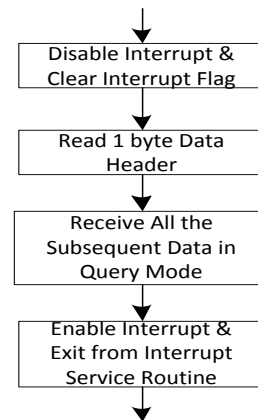 Disable Interrupt &
Clear Interrupt Flag
Read 1 byte Data
Header
Receive All the
Subsequent Data in
Query Mode
Enable Interrupt &
Exit from Interrupt
Service Routine